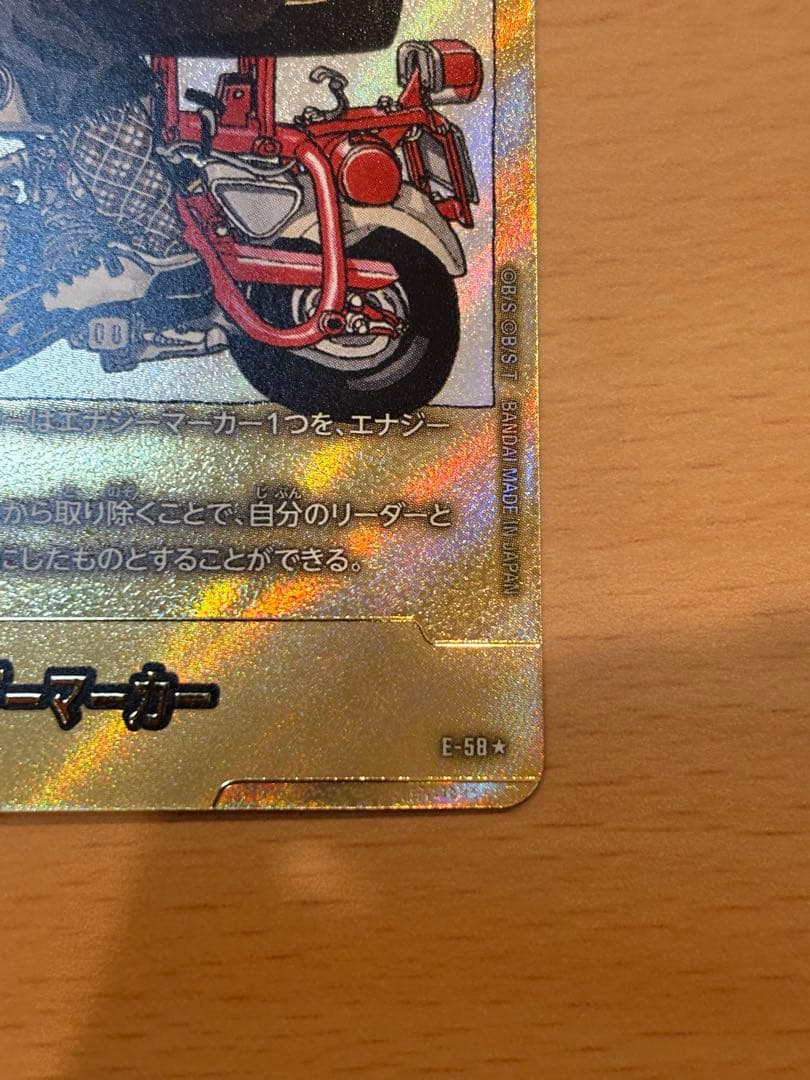 ーはエナジーマーカー1つを、エナジー
から取り除くことで、自分のリーダーと
にしたものとすることができる。
©B/S ©B/S, T BANDAI MADE IN JAPAN
ジーマーカー
E-58★